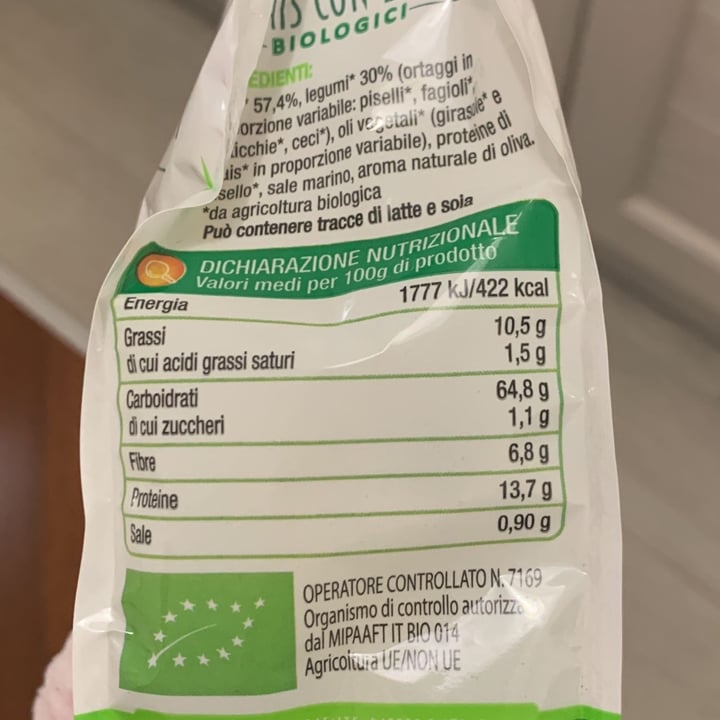 BIOLOGICI
57,4%, legumi* 30% (ortaggi in
variabile: piselli*, fagioli*,
ceci*), oli vegetali* (girasole* e
in proporzione variabile), proteine di
sale marino, aroma naturale di oliva.
*da agricoltura biologica
Può contenere tracce di latte e soia
DICHIARAZIONE NUTRIZIONALE
Valori medi per 100g di prodotto
Energia 1777 kJ/422 kcal
Grassi 10,5 g
di cui acidi grassi saturi 1,5 g
Carboidrati 64,8 g
di cui zuccheri 1,1 g
Fibre 6,8 g
Proteine 13,7 g
Sale 0,90 g
OPERATORE CONTROLLATO N. 7169
Organismo di controllo
dal MIPAAFT IT BIO 014
Agricoltura UE/NON UE